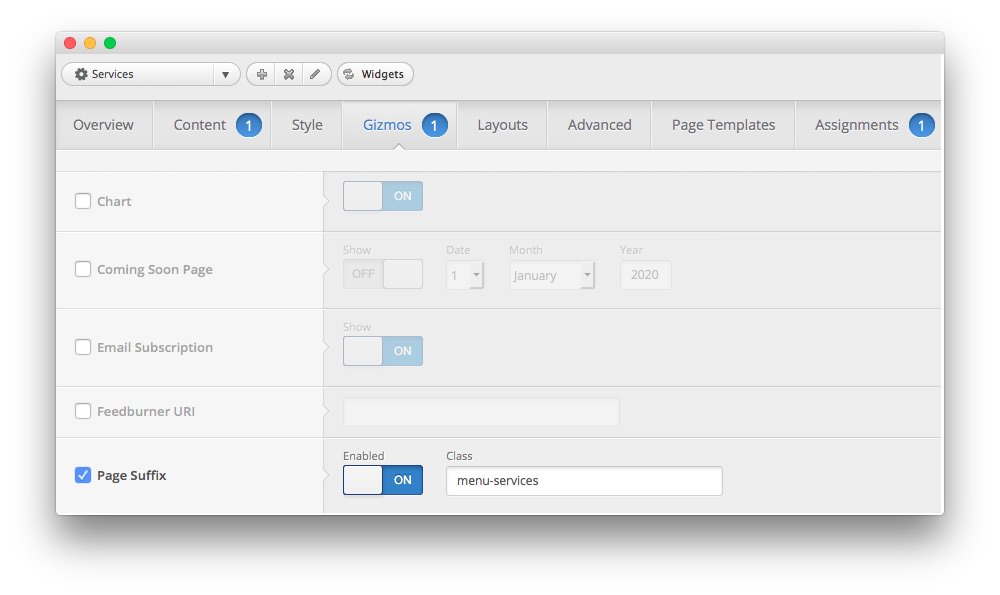 Services
Widgets
Overview Content 1 Style Gizmos 1 Layouts Advanced Page Templates Assignments 1
Chart ON
Show Date Month Year
Coming Soon Page OFF 1 January 2020
Show
Email Subscription ON
Feedburner URI
Enabled Class
Page Suffix ON menu-services